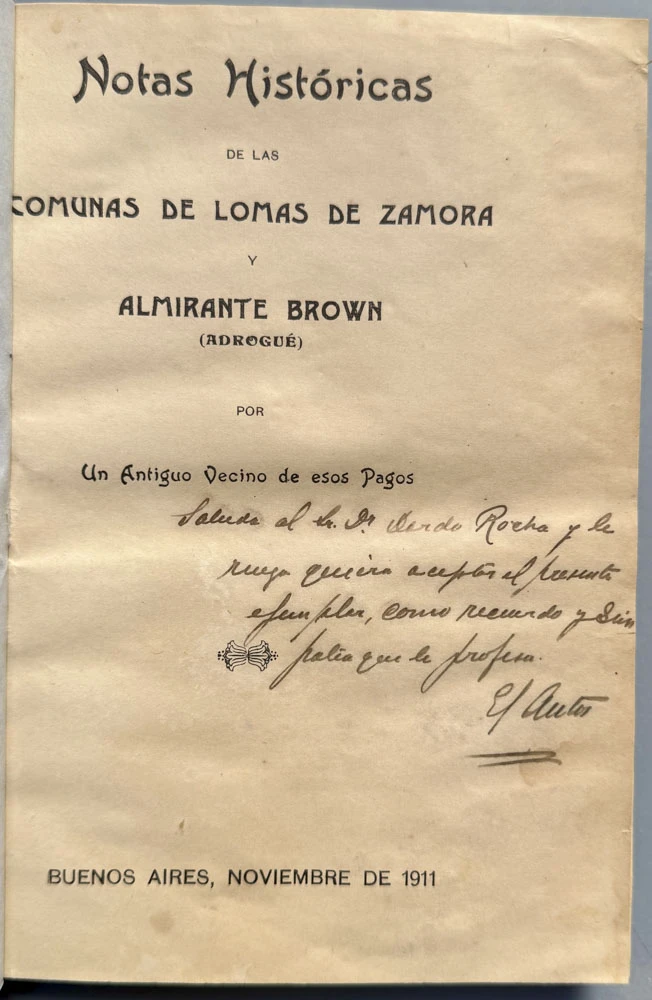 Notas Históricas
DE LAS
COMUNAS DE LOMAS DE ZAMORA
Y
ALMIRANTE BROWN
(ADROGUÉ)
POR
Un Antiguo Vecino de esos Pagos
Saluda al Sr. Dr Dardo Rocha y le
ruega quiera aceptar el presente
ejemplar, como recuerdo y Sim
patía que le profesa.
El Autor
BUENOS AIRES, NOVIEMBRE DE 1911